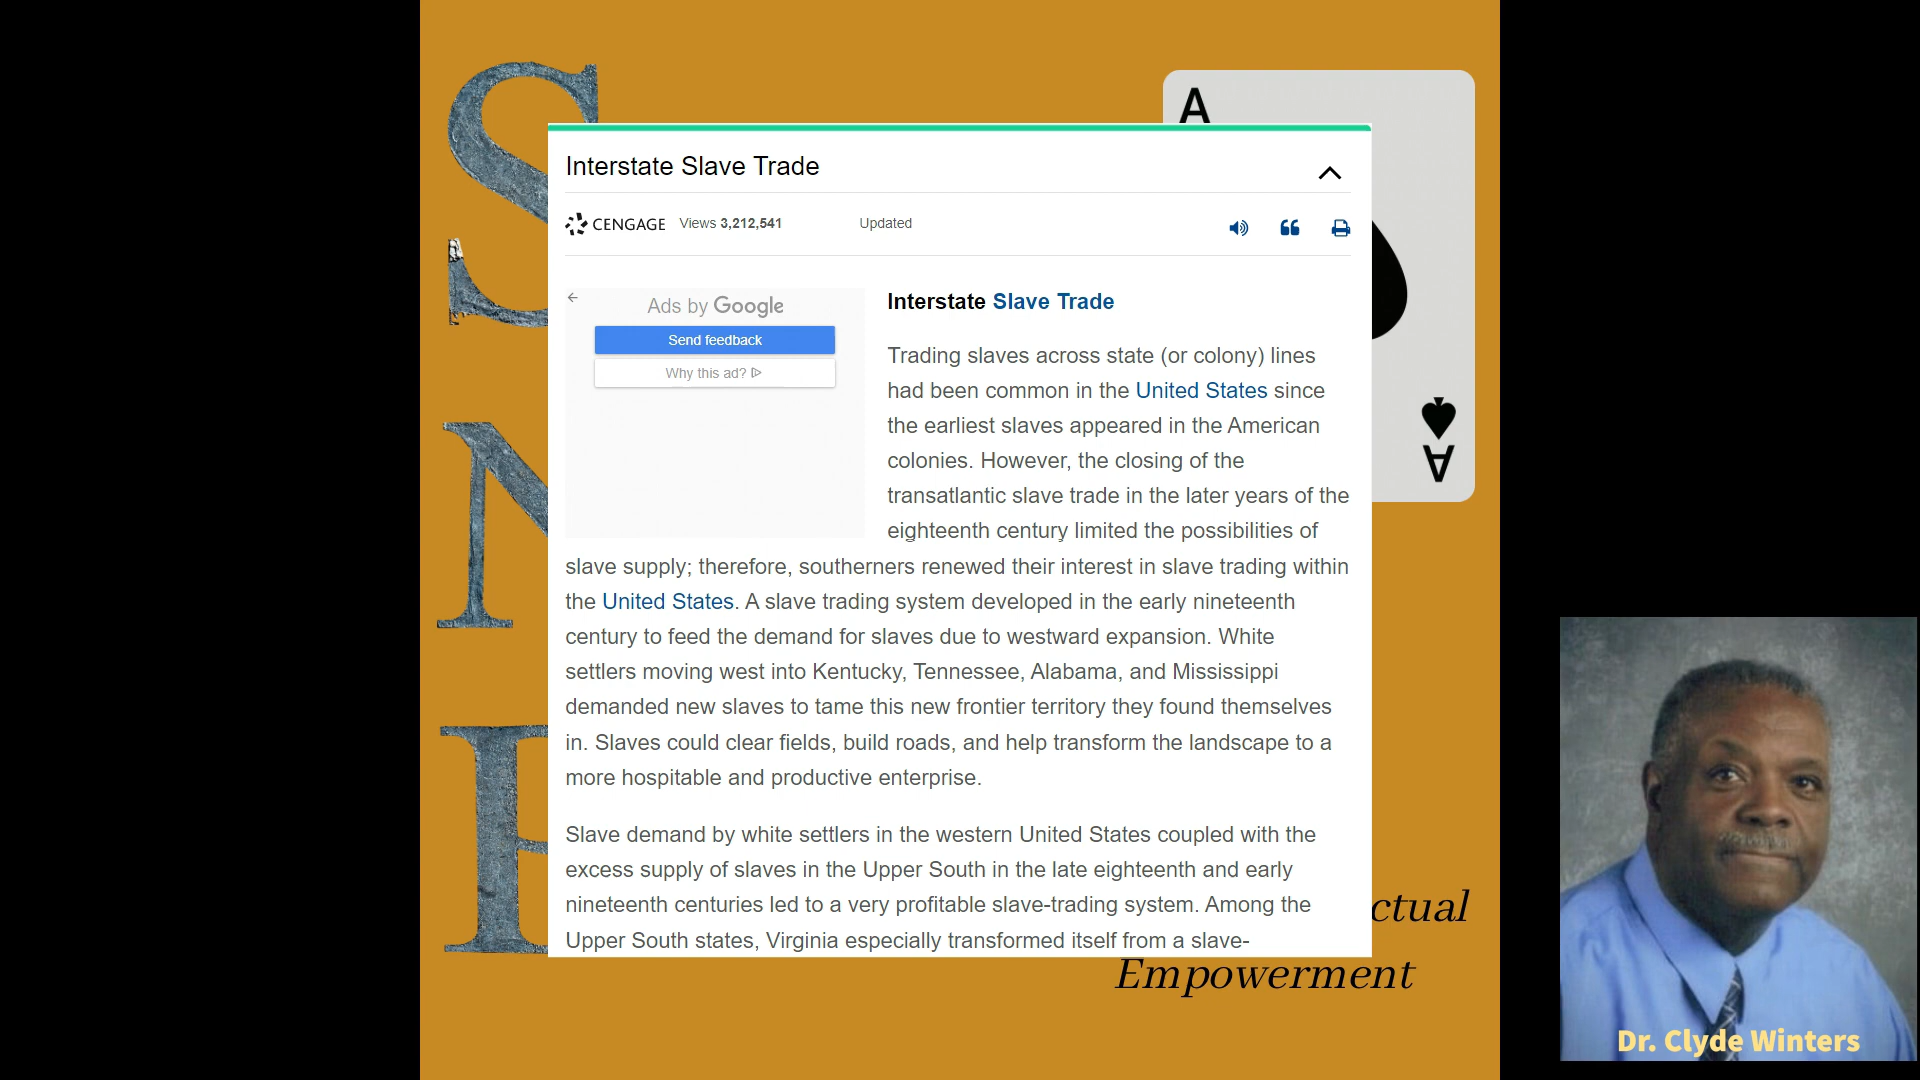 S
N
A
Interstate Slave Trade
CENGAGE Views 3,212,541 Updated
Ads by Google
Send feedback
Why this ad?
Interstate Slave Trade
Trading slaves across state (or colony) lines
had been common in the United States since
the earliest slaves appeared in the American
colonies. However, the closing of the
transatlantic slave trade in the later years of the
eighteenth century limited the possibilities of
slave supply; therefore, southerners renewed their interest in slave trading within
the United States. A slave trading system developed in the early nineteenth
century to feed the demand for slaves due to westward expansion. White
settlers moving west into Kentucky, Tennessee, Alabama, and Mississippi
demanded new slaves to tame this new frontier territory they found themselves
in. Slaves could clear fields, build roads, and help transform the landscape to a
more hospitable and productive enterprise.
Slave demand by white settlers in the western United States coupled with the
excess supply of slaves in the Upper South in the late eighteenth and early
nineteenth centuries led to a very profitable slave-trading system. Among the
Upper South states, Virginia especially transformed itself from a slave-
A
ctual
Empowerment
Dr. Clyde Winters